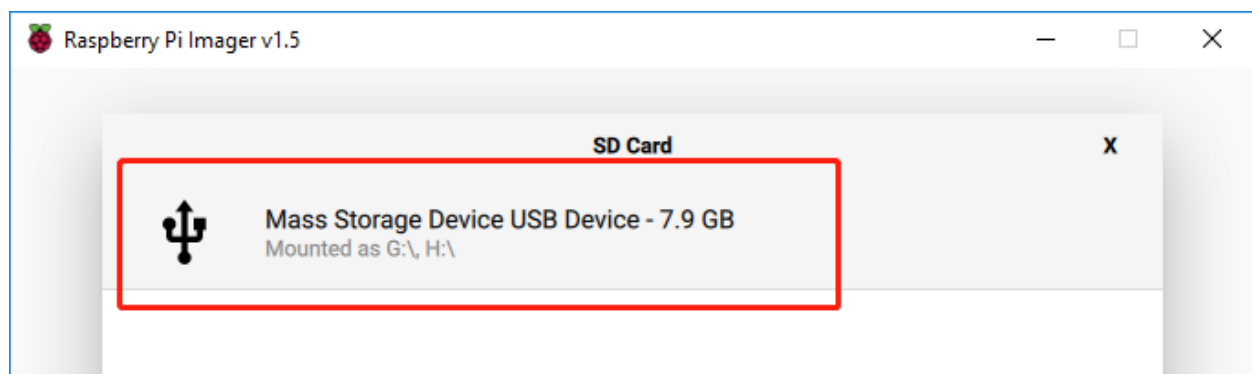 Raspberry Pi Imager v1.5
SD Card
X
Mass Storage Device USB Device - 7.9 GB
Mounted as G:\, H:\